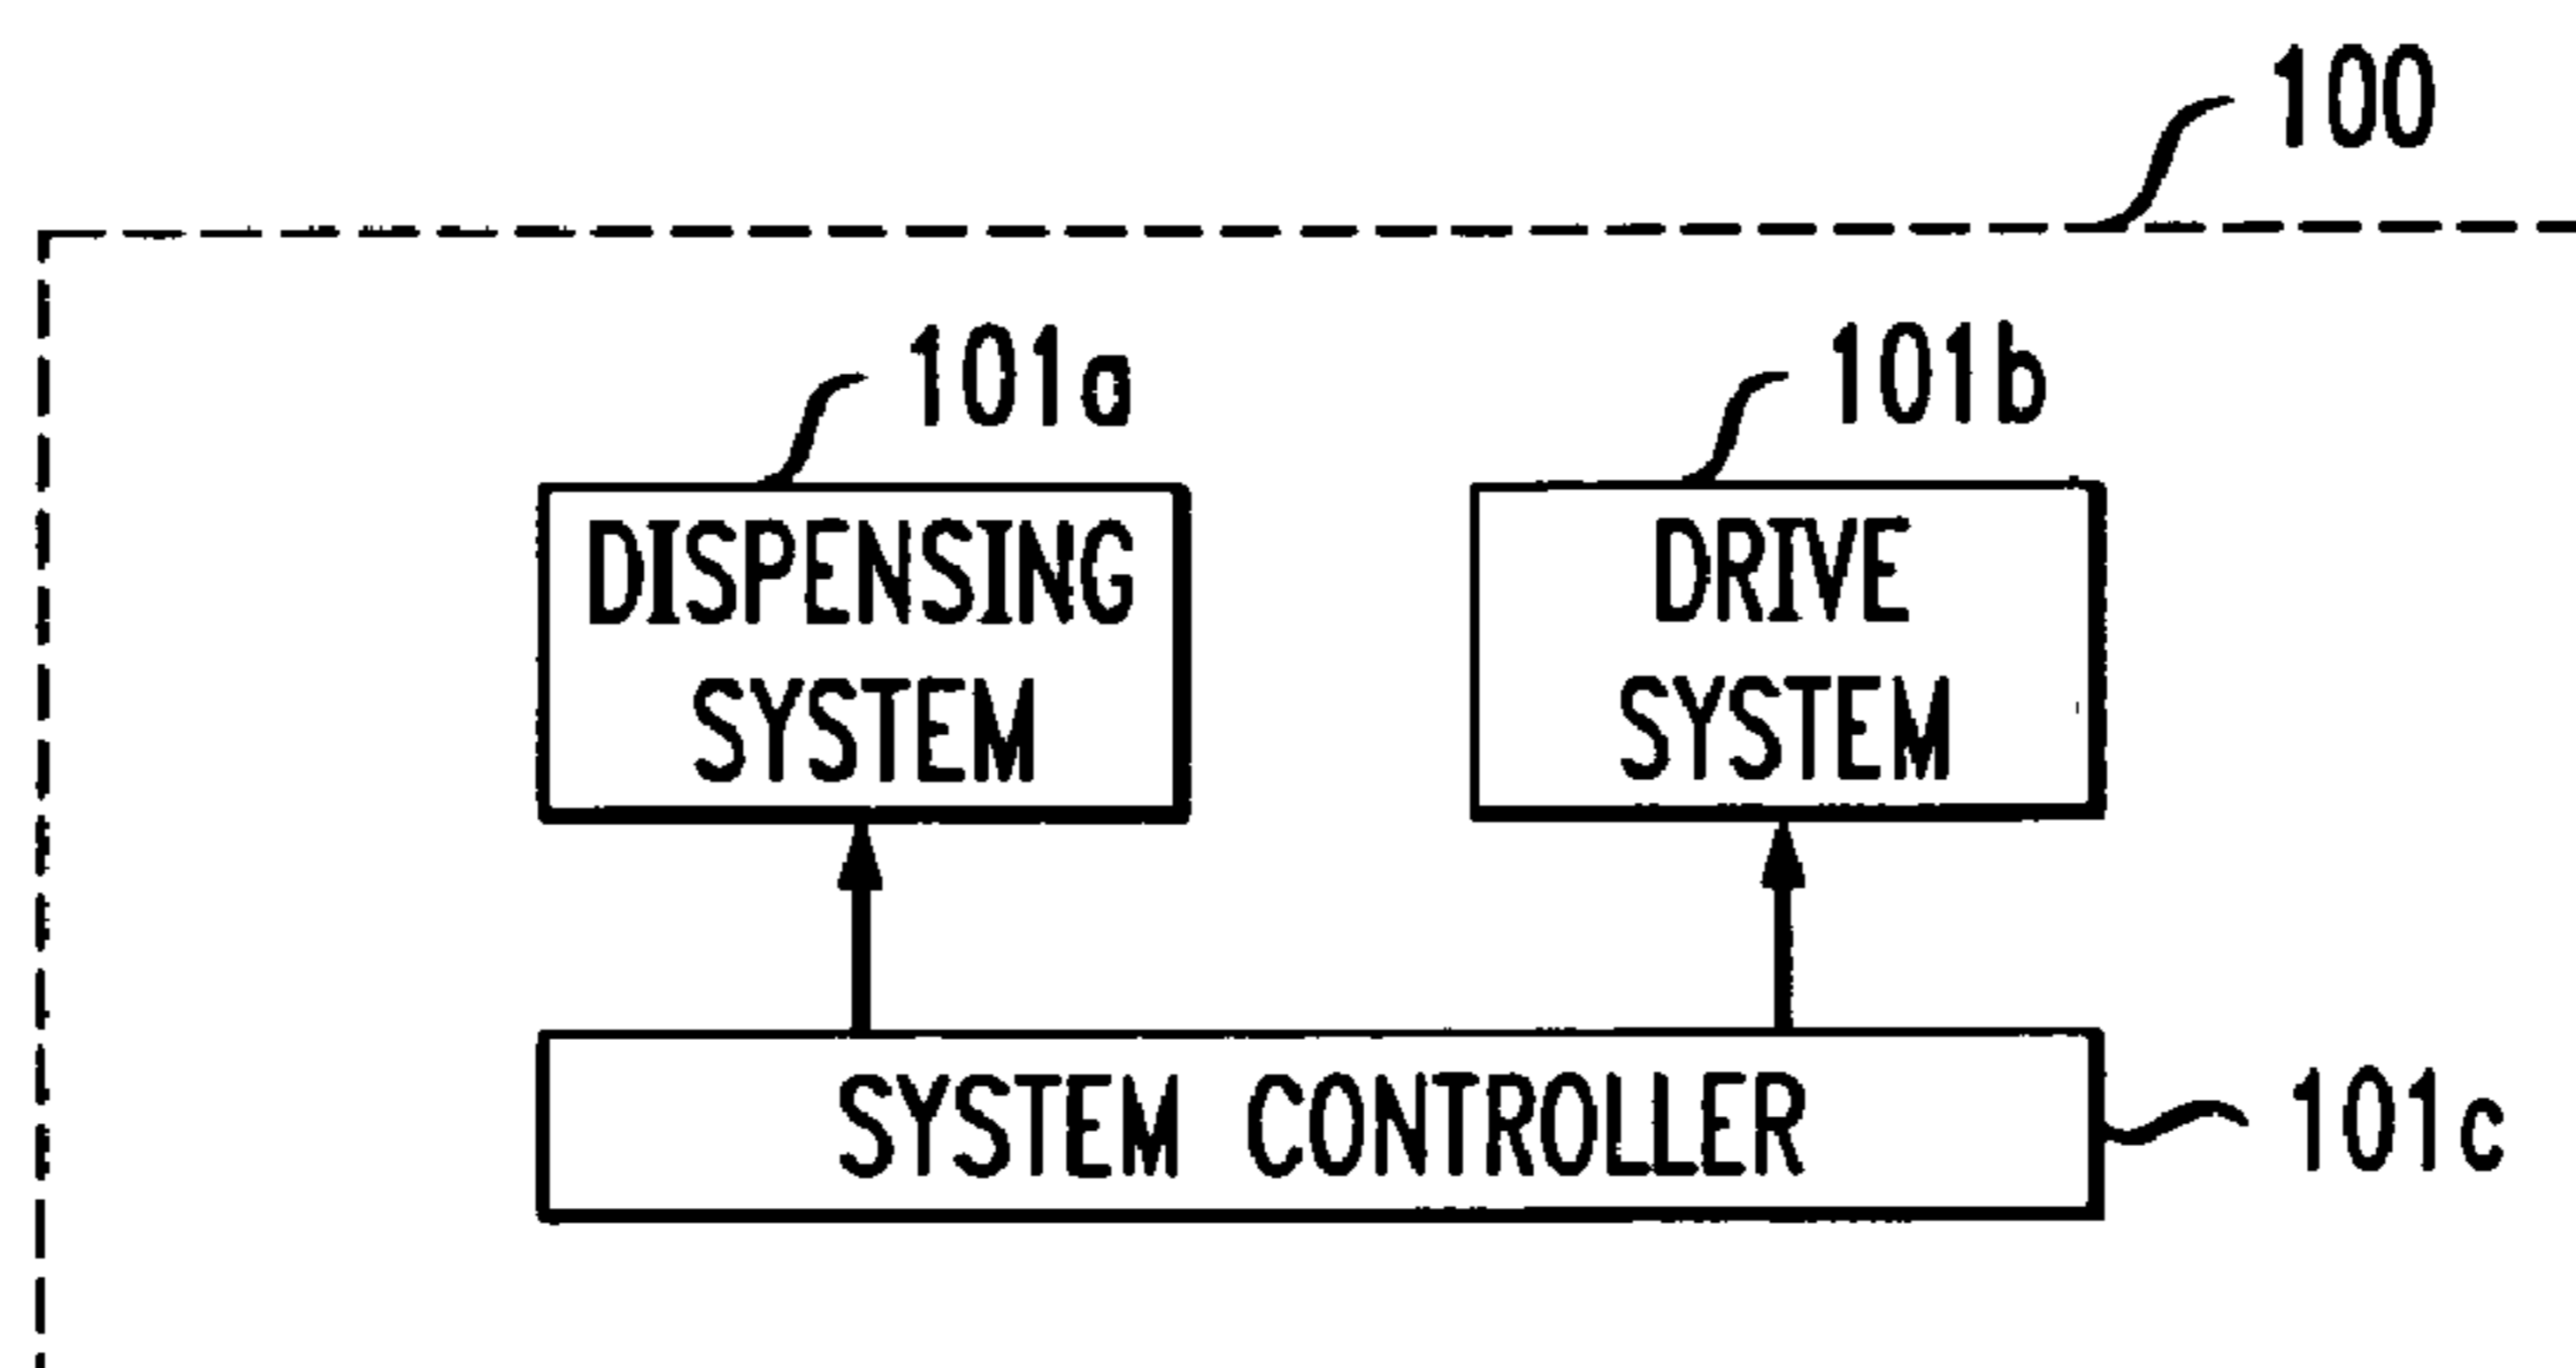 100
101a
101b
DISPENSING
SYSTEM
DRIVE
SYSTEM
SYSTEM CONTROLLER
101c